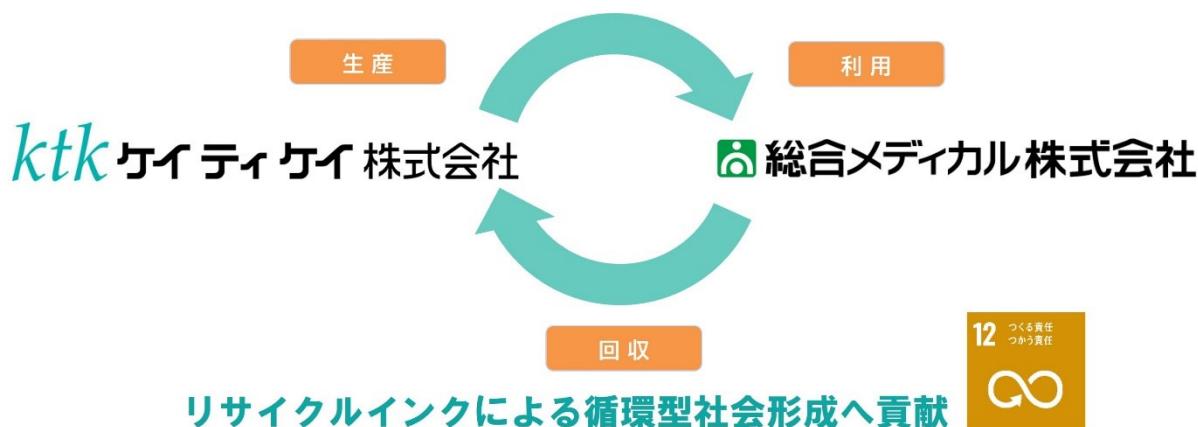 生産
利用
ktk ケイティケイ株式会社
総合メディカル株式会社
回収
12 つくる責任
つかう責任
リサイクルインクによる循環型社会形成へ貢献